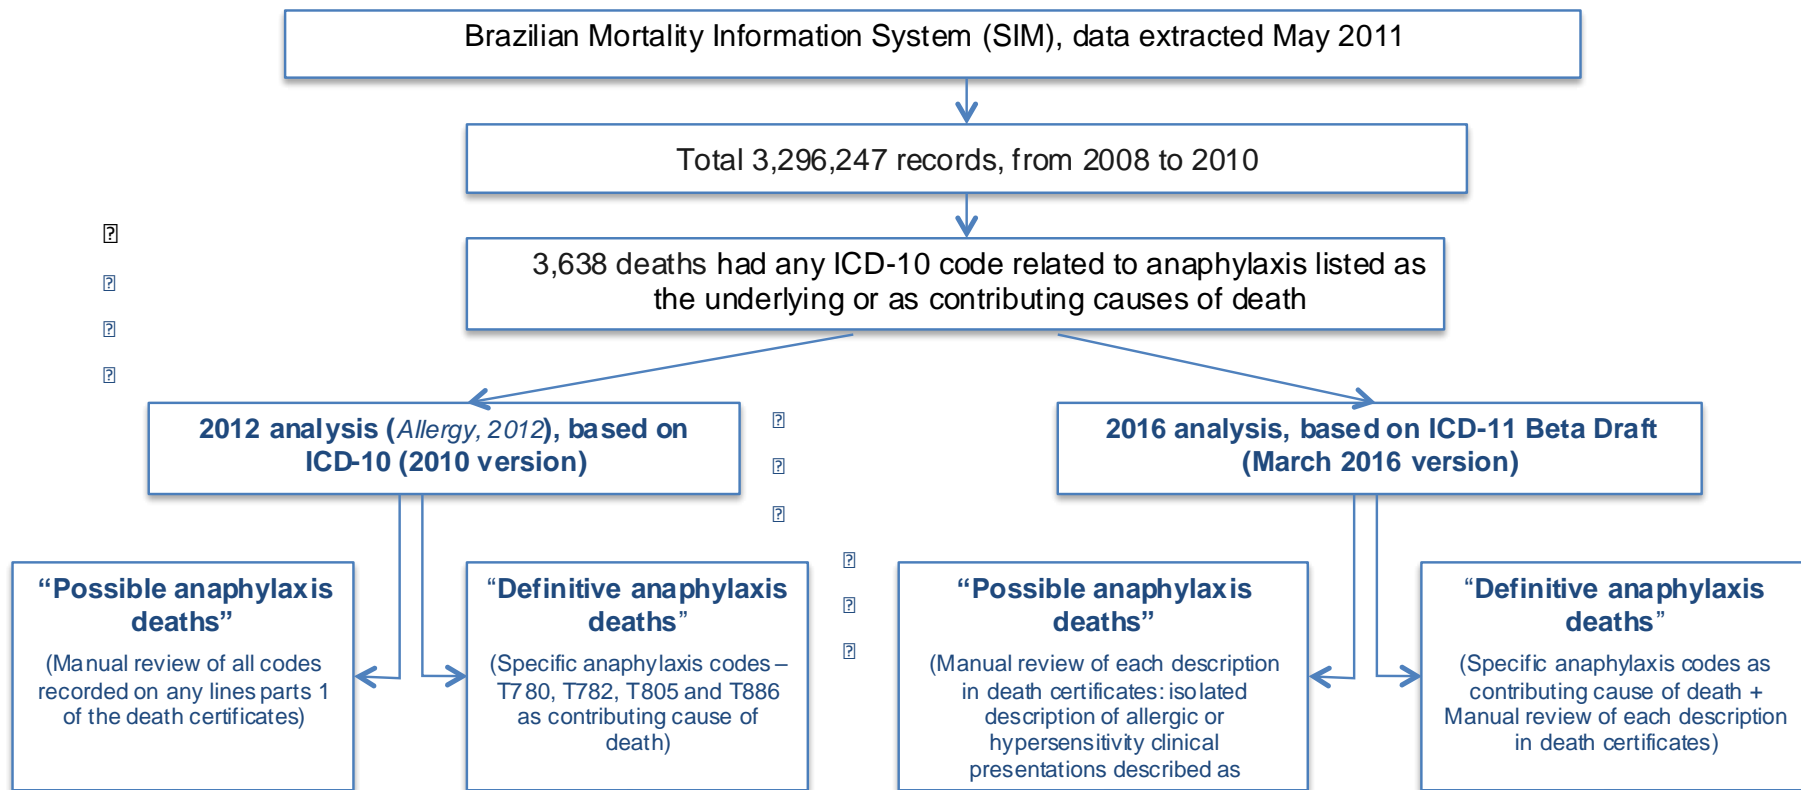 Brazilian Mortality Information System (SIM), data extracted May 2011
Total 3,296,247 records, from 2008 to 2010
3,638 deaths had any ICD-10 code related to anaphylaxis listed as
the underlying or as contributing causes of death
2012 analysis (Allergy, 2012), based on
ICD-10 (2010 version)
2016 analysis, based on ICD-11 Beta Draft
(March 2016 version)
“Possible anaphylaxis
deaths”
(Manual review of all codes
recorded on any lines parts 1
of the death certificates)
“Definitive anaphylaxis
deaths”
(Specific anaphylaxis codes –
T780, T782, T805 and T886
as contributing cause of
death)
“Possible anaphylaxis
deaths”
(Manual review of each description
in death certificates: isolated
description of allergic or
hypersensitivity clinical
presentations described as
“Definitive anaphylaxis
deaths”
(Specific anaphylaxis codes as
contributing cause of death +
Manual review of each description
in death certificates)